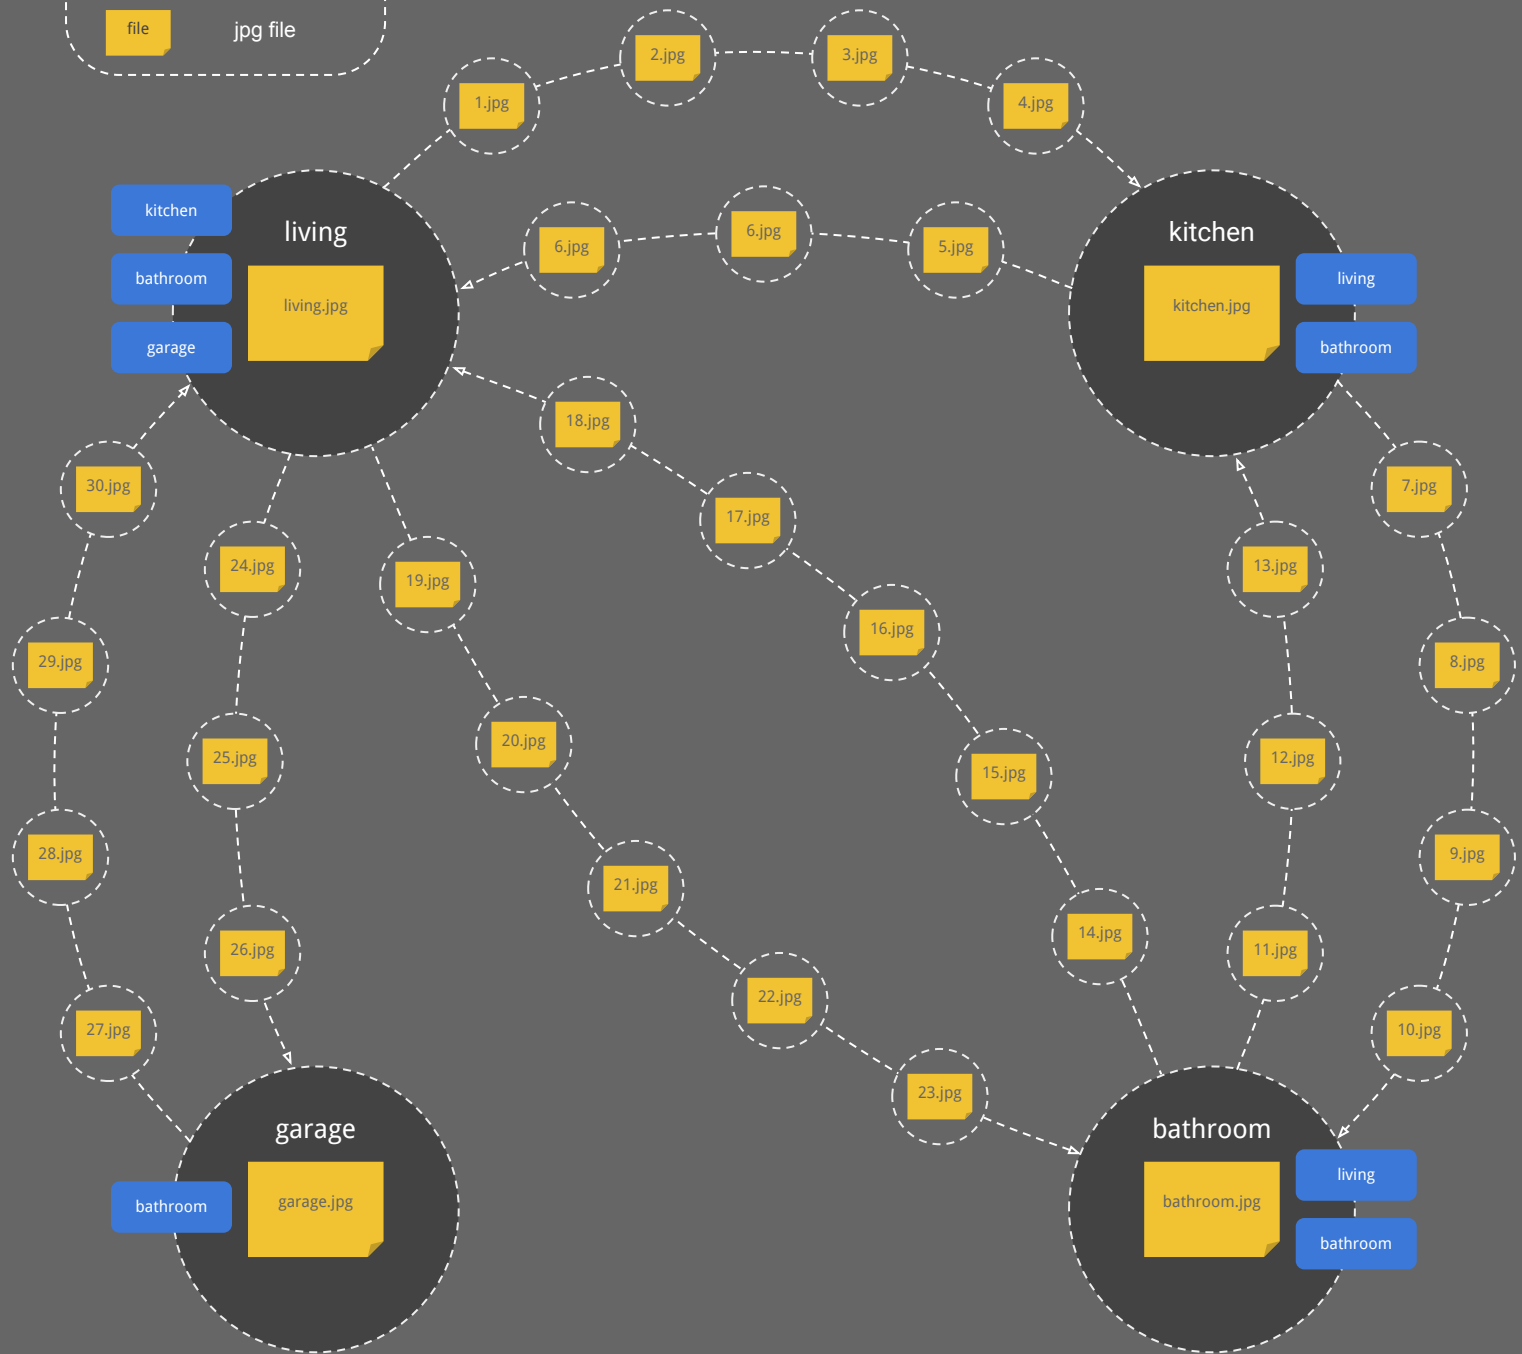 file
jpg file
1.jpg
2.jpg
3.jpg
4.jpg
kitchen
bathroom
garage
living
living.jpg
6.jpg
6.jpg
5.jpg
kitchen
kitchen.jpg
living
bathroom
18.jpg
17.jpg
16.jpg
15.jpg
14.jpg
30.jpg
29.jpg
28.jpg
27.jpg
24.jpg
25.jpg
26.jpg
19.jpg
20.jpg
21.jpg
22.jpg
23.jpg
13.jpg
12.jpg
11.jpg
7.jpg
8.jpg
9.jpg
10.jpg
garage
bathroom
garage.jpg
bathroom
bathroom.jpg
living
bathroom